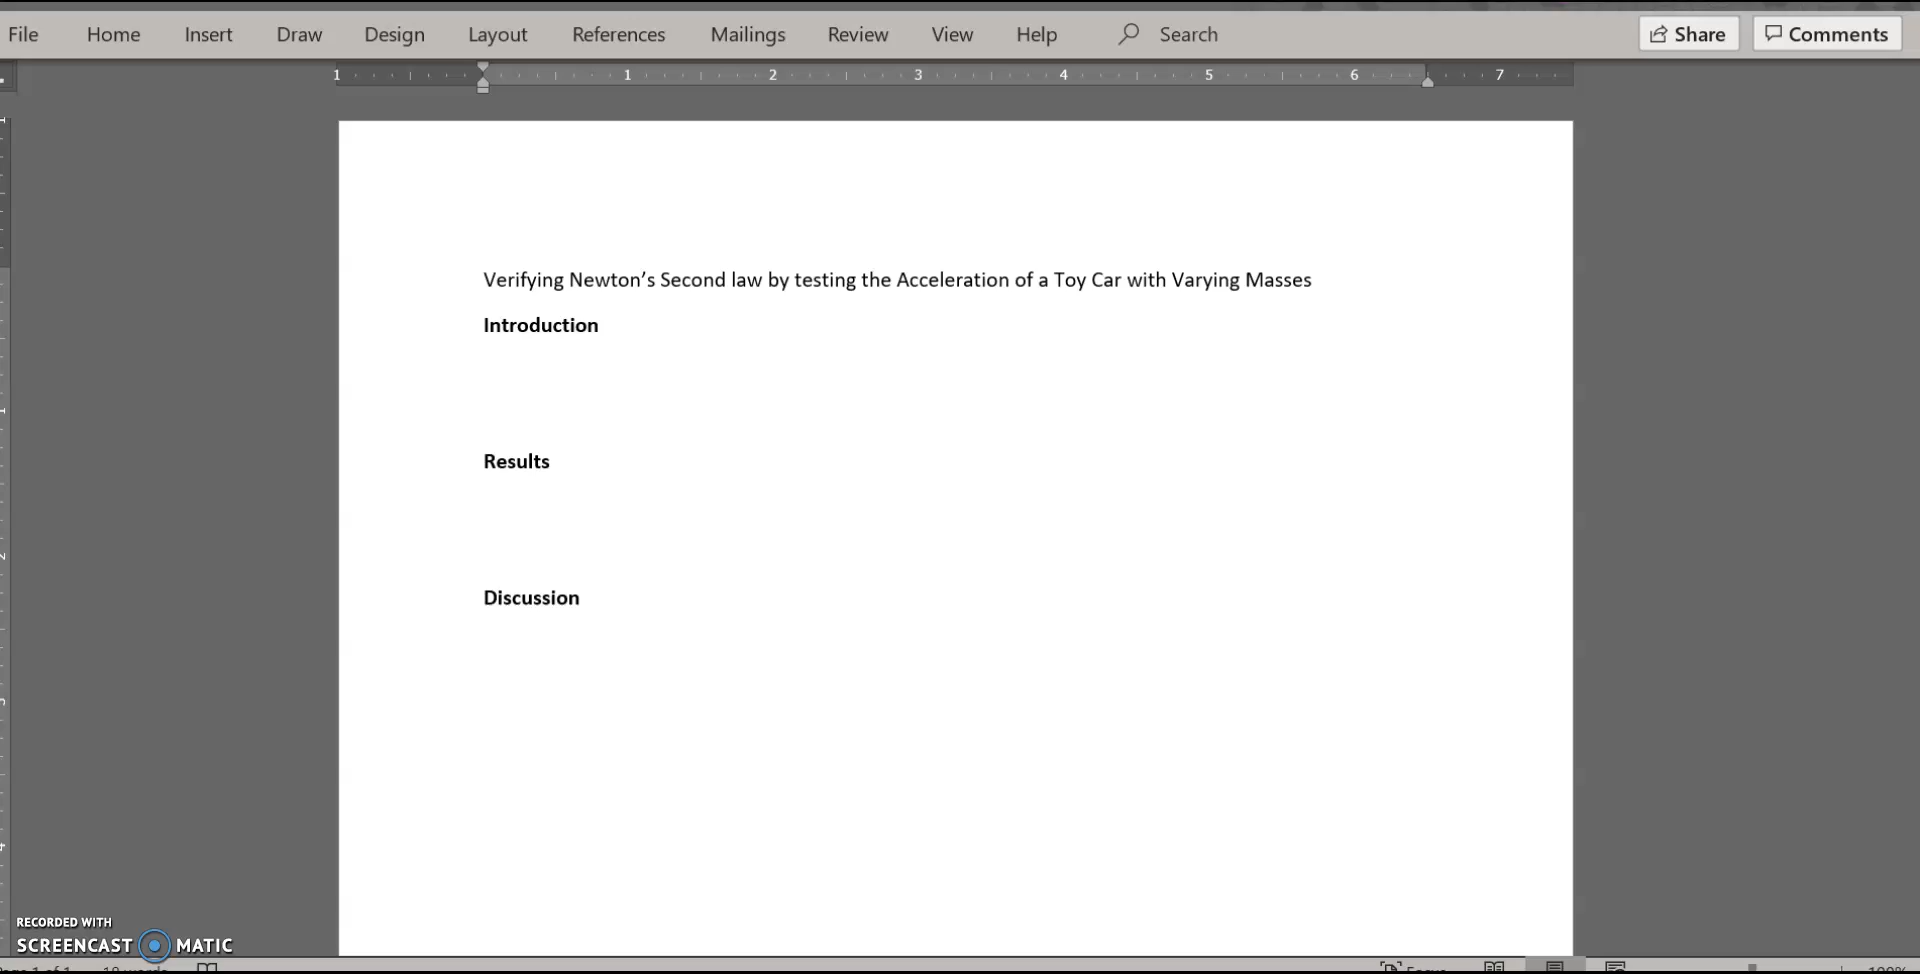 File Home Insert Draw Design Layout References Mailings Review View Help Search Share Comments
1 1 2 3 4 5 6 7
Verifying Newton’s Second law by testing the Acceleration of a Toy Car with Varying Masses
Introduction
Results
Discussion
RECORDED WITH
SCREENCAST MATIC